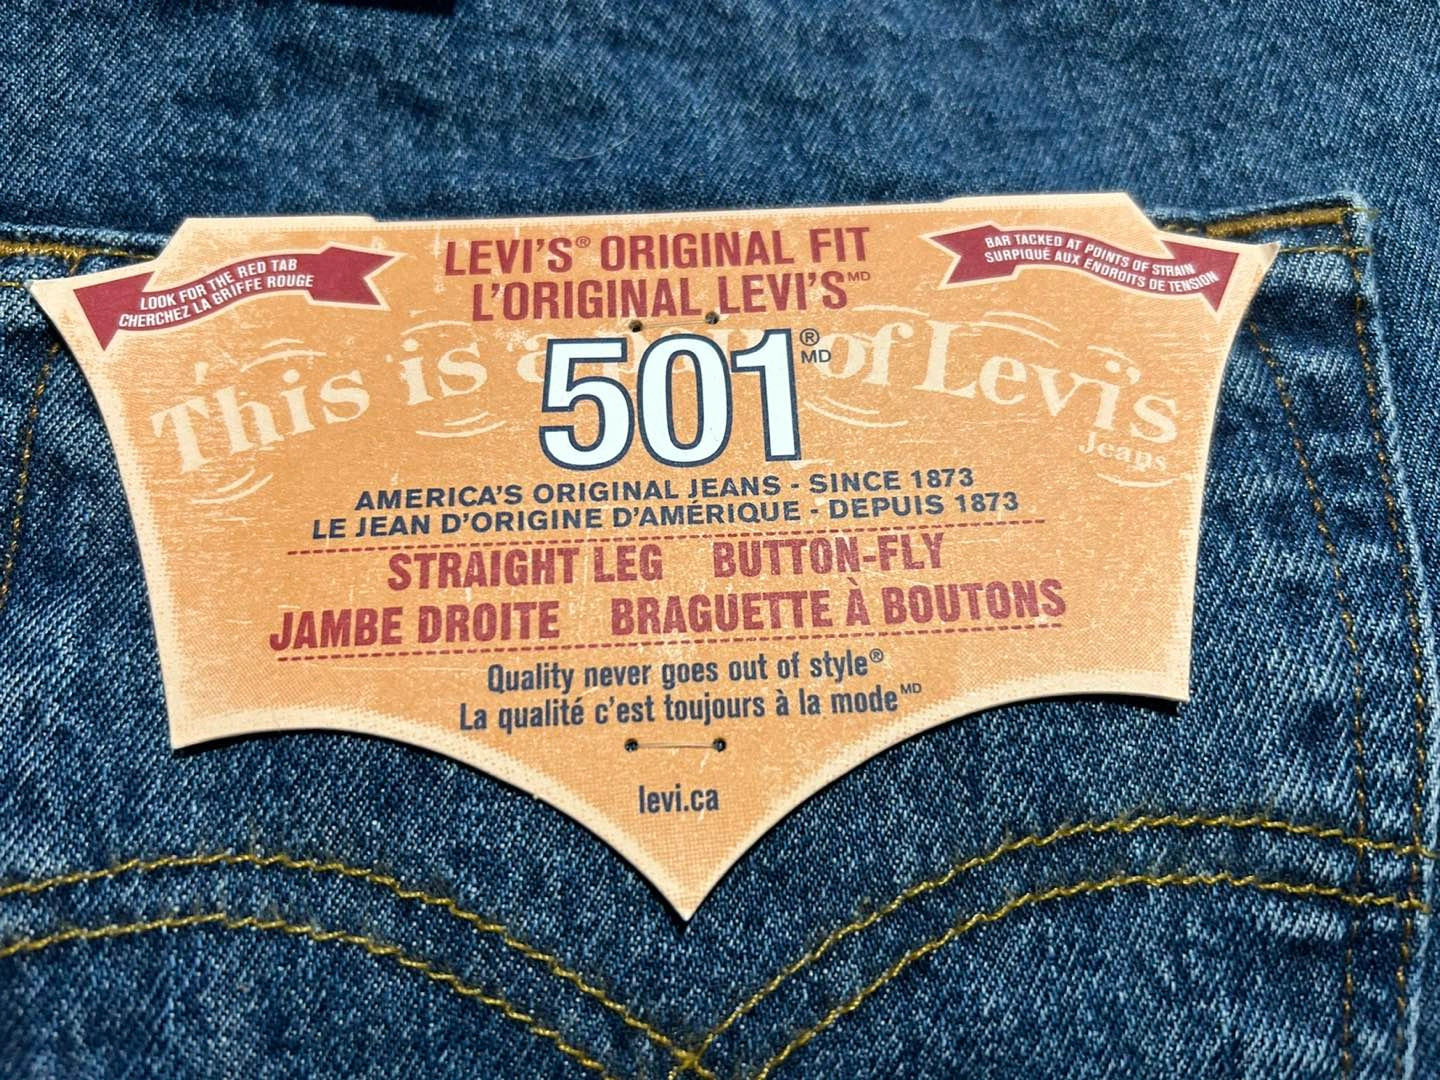 LOOK FOR THE RED TAB
CHERCHEZ LA GRIFFE ROUGE
LEVI'S® ORIGINAL FIT
L'ORIGINAL LEVI'S MD
BAR TACKED AT POINTS OF STRAIN
SURPIQUÉ AUX ENDROITS DE TENSION
This is a of Levi's
Jeans
501® MD
AMERICA'S ORIGINAL JEANS - SINCE 1873
LE JEAN D'ORIGINE D'AMÉRIQUE - DEPUIS 1873
STRAIGHT LEG BUTTON-FLY
JAMBE DROITE BRAGUETTE À BOUTONS
Quality never goes out of style®
La qualité c'est toujours à la mode MD
levi.ca